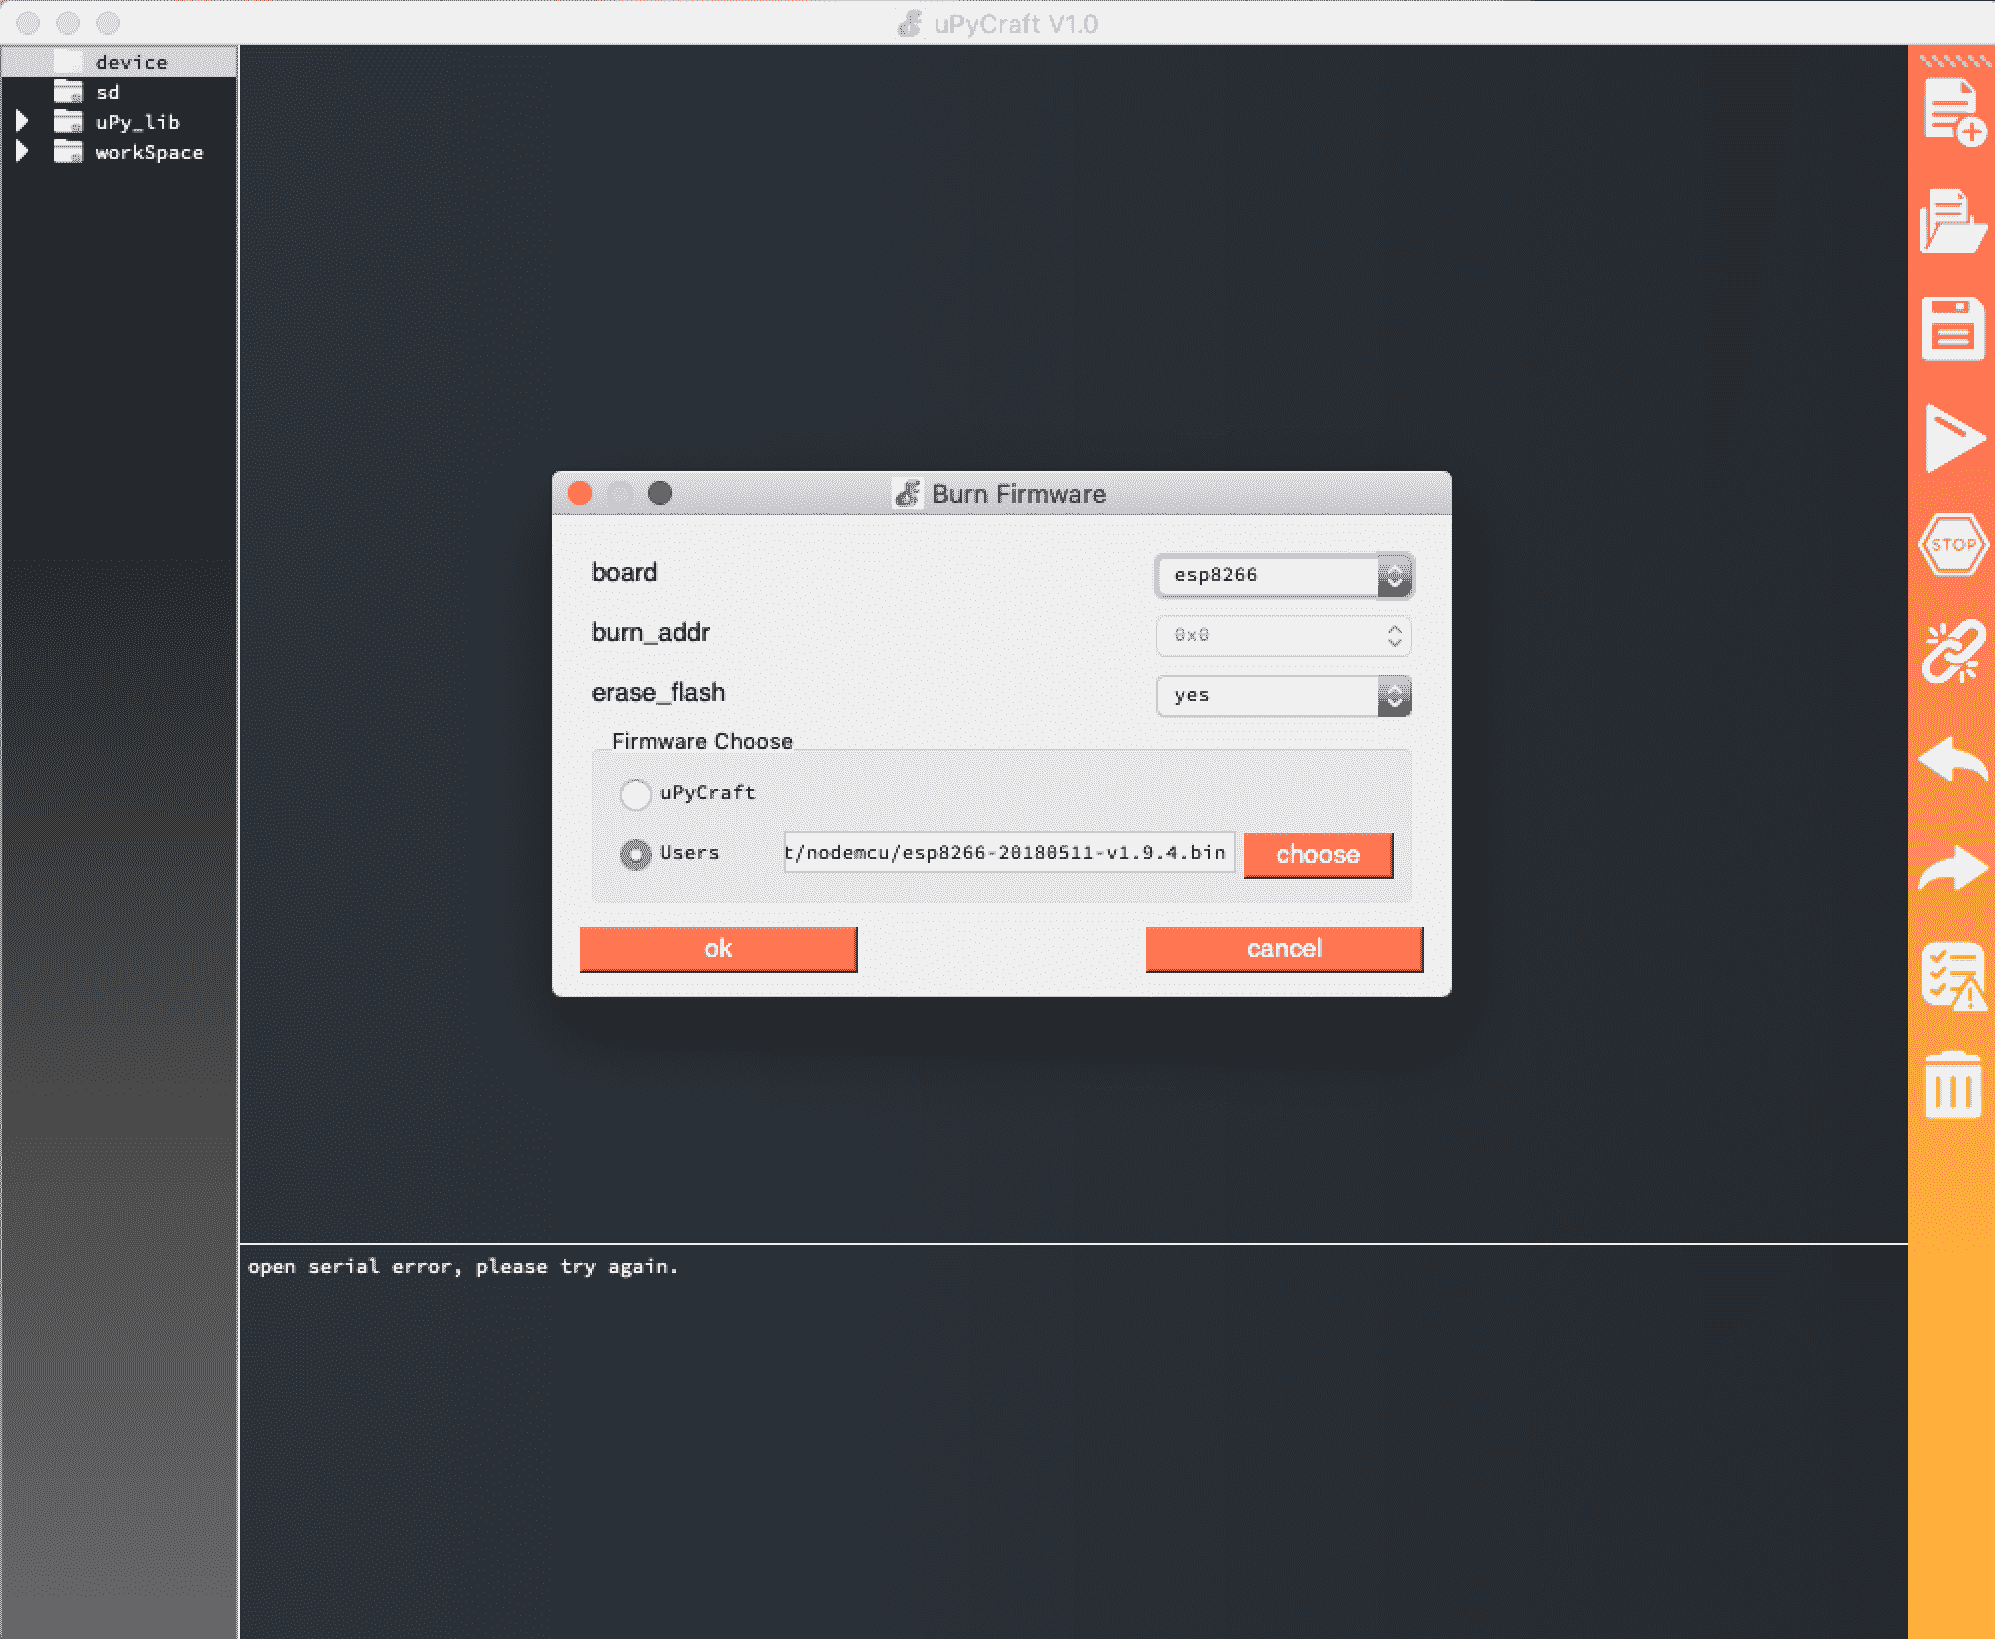 uPyCraft V1.0
device
sd
uPy_lib
workSpace
STOP
Burn Firmware
board
esp8266
burn_addr
0x0
erase_flash
yes
Firmware Choose
uPyCraft
Users
t/nodemcu/esp8266-20180511-v1.9.4.bin
choose
ok
cancel
open serial error, please try again.